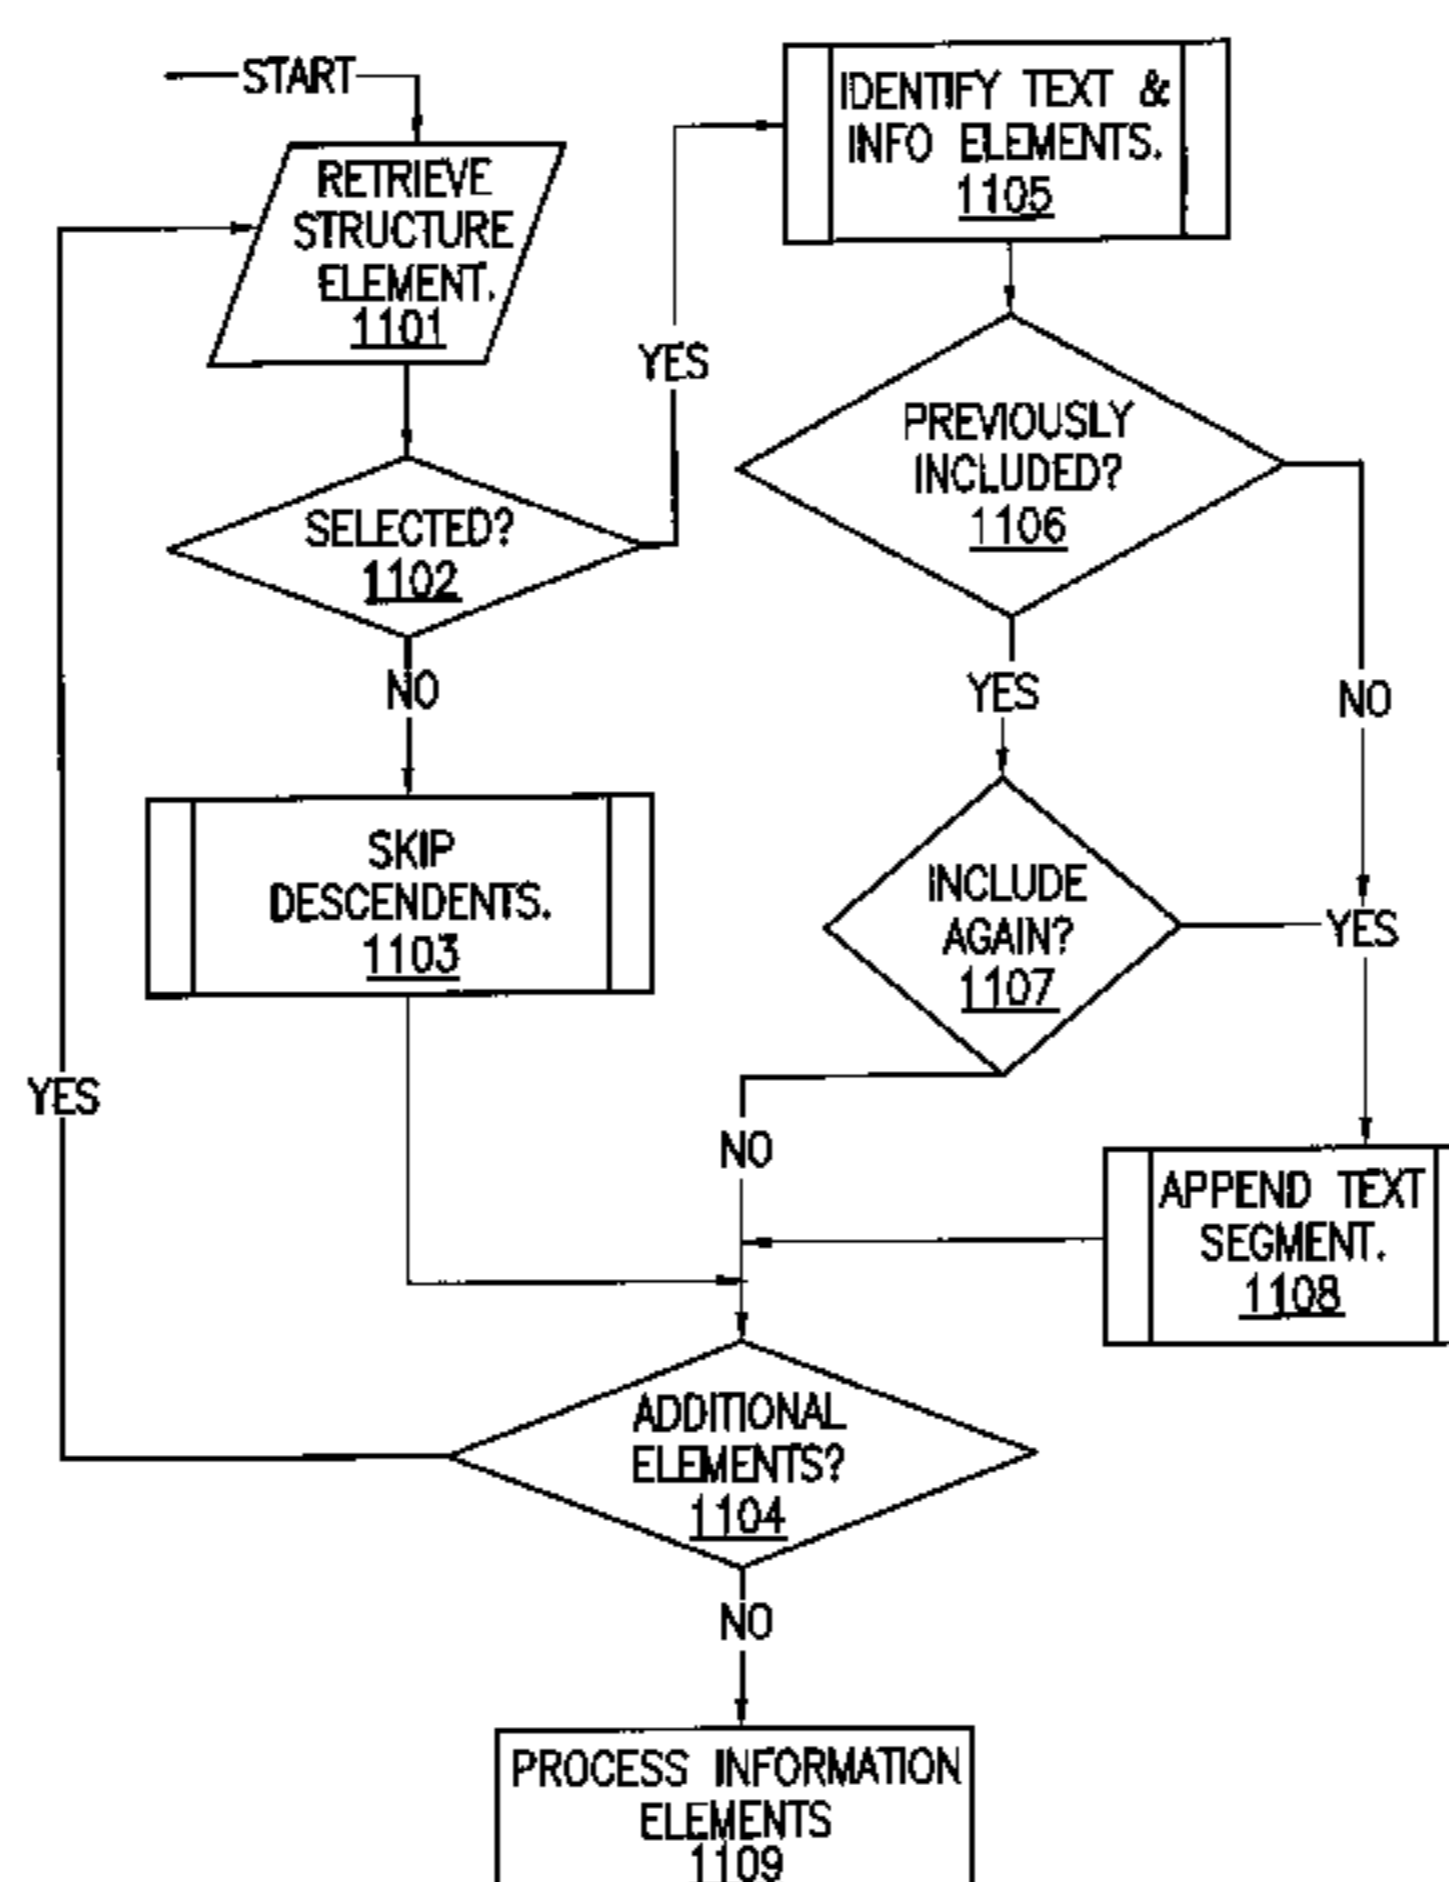 START
RETRIEVE
STRUCTURE
ELEMENT.
1101
SELECTED?
1102
YES
NO
SKIP
DESCENDENTS.
1103
IDENTIFY TEXT &
INFO ELEMENTS.
1105
PREVIOUSLY
INCLUDED?
1106
YES
NO
INCLUDE
AGAIN?
1107
YES
NO
APPEND TEXT
SEGMENT.
1108
ADDITIONAL
ELEMENTS?
1104
YES
NO
PROCESS INFORMATION
ELEMENTS
1109